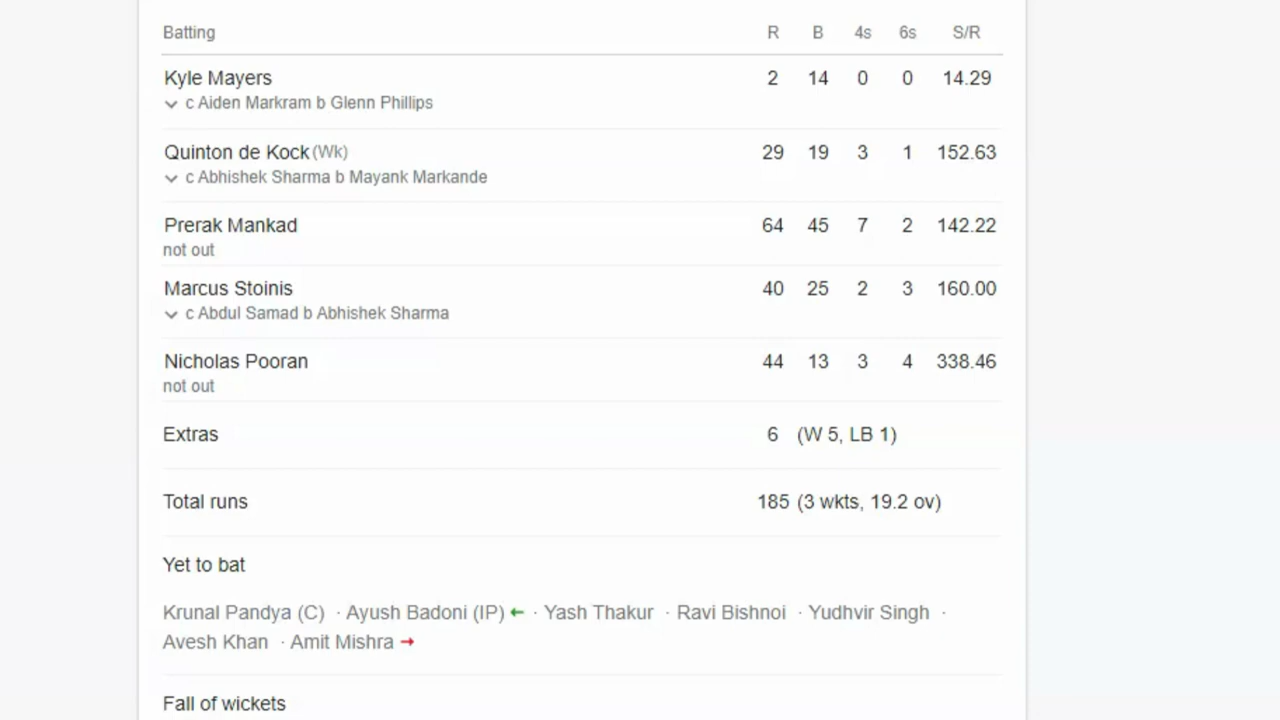 Batting R B 4s 6s S/R
Kyle Mayers 2 14 0 0 14.29
c Aiden Markram b Glenn Phillips
Quinton de Kock (Wk) 29 19 3 1 152.63
c Abhishek Sharma b Mayank Markande
Prerak Mankad 64 45 7 2 142.22
not out
Marcus Stoinis 40 25 2 3 160.00
c Abdul Samad b Abhishek Sharma
Nicholas Pooran 44 13 3 4 338.46
not out
Extras 6 (W 5, LB 1)
Total runs 185 (3 wkts, 19.2 ov)
Yet to bat
Krunal Pandya (C) · Ayush Badoni (IP) ← · Yash Thakur · Ravi Bishnoi · Yudhvir Singh ·
Avesh Khan · Amit Mishra →
Fall of wickets